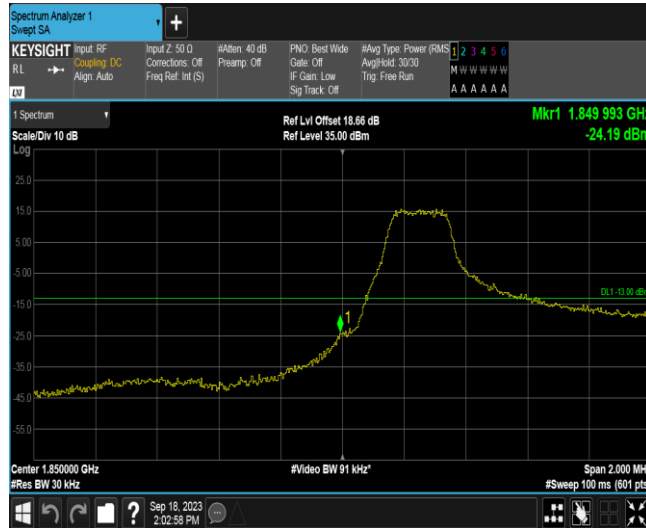 Spectrum Analyzer 1
Swept SA
+
KEYSIGHT
RL
LXI
Input: RF
Coupling: DC
Align: Auto
Input Z: 50 Ω
Corrections: Off
Freq Ref: Int (S)
#Atten: 40 dB
Preamp: Off
PNO: Best Wide
Gate: Off
IF Gain: Low
Sig Track: Off
#Avg Type: Power (RMS
Avg|Hold: 30/30
Trig: Free Run
1 2 3 4 5 6
M W W W W W
A A A A A A
1 Spectrum
Scale/Div 10 dB
Log
Ref Lvl Offset 18.66 dB
Ref Level 35.00 dBm
Mkr1 1.849 993 GHz
-24.19 dBm
25.0
15.0
5.00
-5.00
DL1 -13.00 dBm
-15.0
1
-25.0
-35.0
-45.0
-55.0
Center 1.850000 GHz
#Res BW 30 kHz
#Video BW 91 kHz*
Span 2.000 MH
#Sweep 100 ms (601 pts
?
Sep 18, 2023
2:02:58 PM